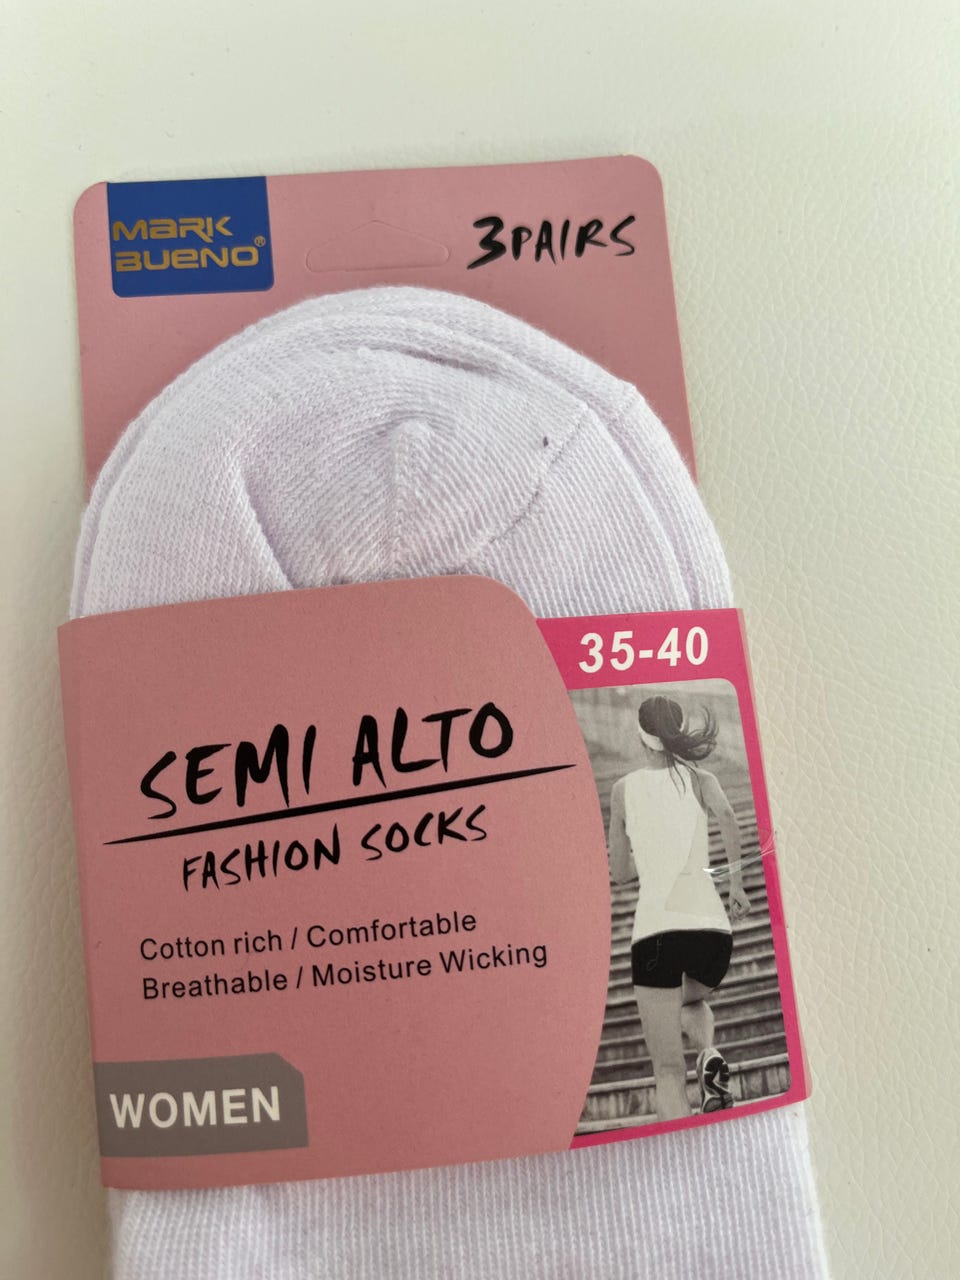 MARK
BUENO®
3PAIRS
35-40
SEMI ALTO
FASHION SOCKS
Cotton rich / Comfortable
Breathable / Moisture Wicking
WOMEN